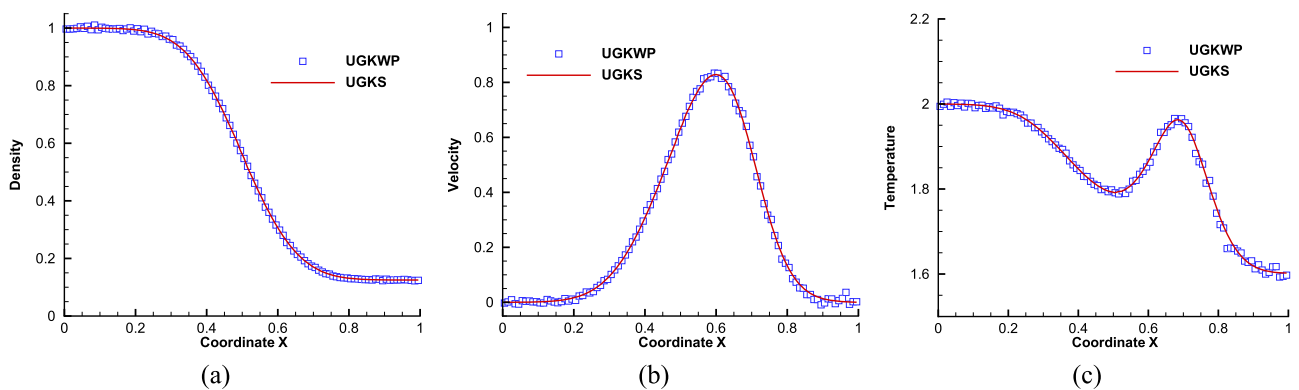 1
0.8
0.6
0.4
0.2
0
Density
UGKWP
UGKS
0 0.2 0.4 0.6 0.8 1
Coordinate X
(a)
1
0.8
0.6
0.4
0.2
0
Velocity
UGKWP
UGKS
0 0.2 0.4 0.6 0.8 1
Coordinate X
(b)
2.2
2
1.8
1.6
Temperature
UGKWP
UGKS
0 0.2 0.4 0.6 0.8 1
Coordinate X
(c)